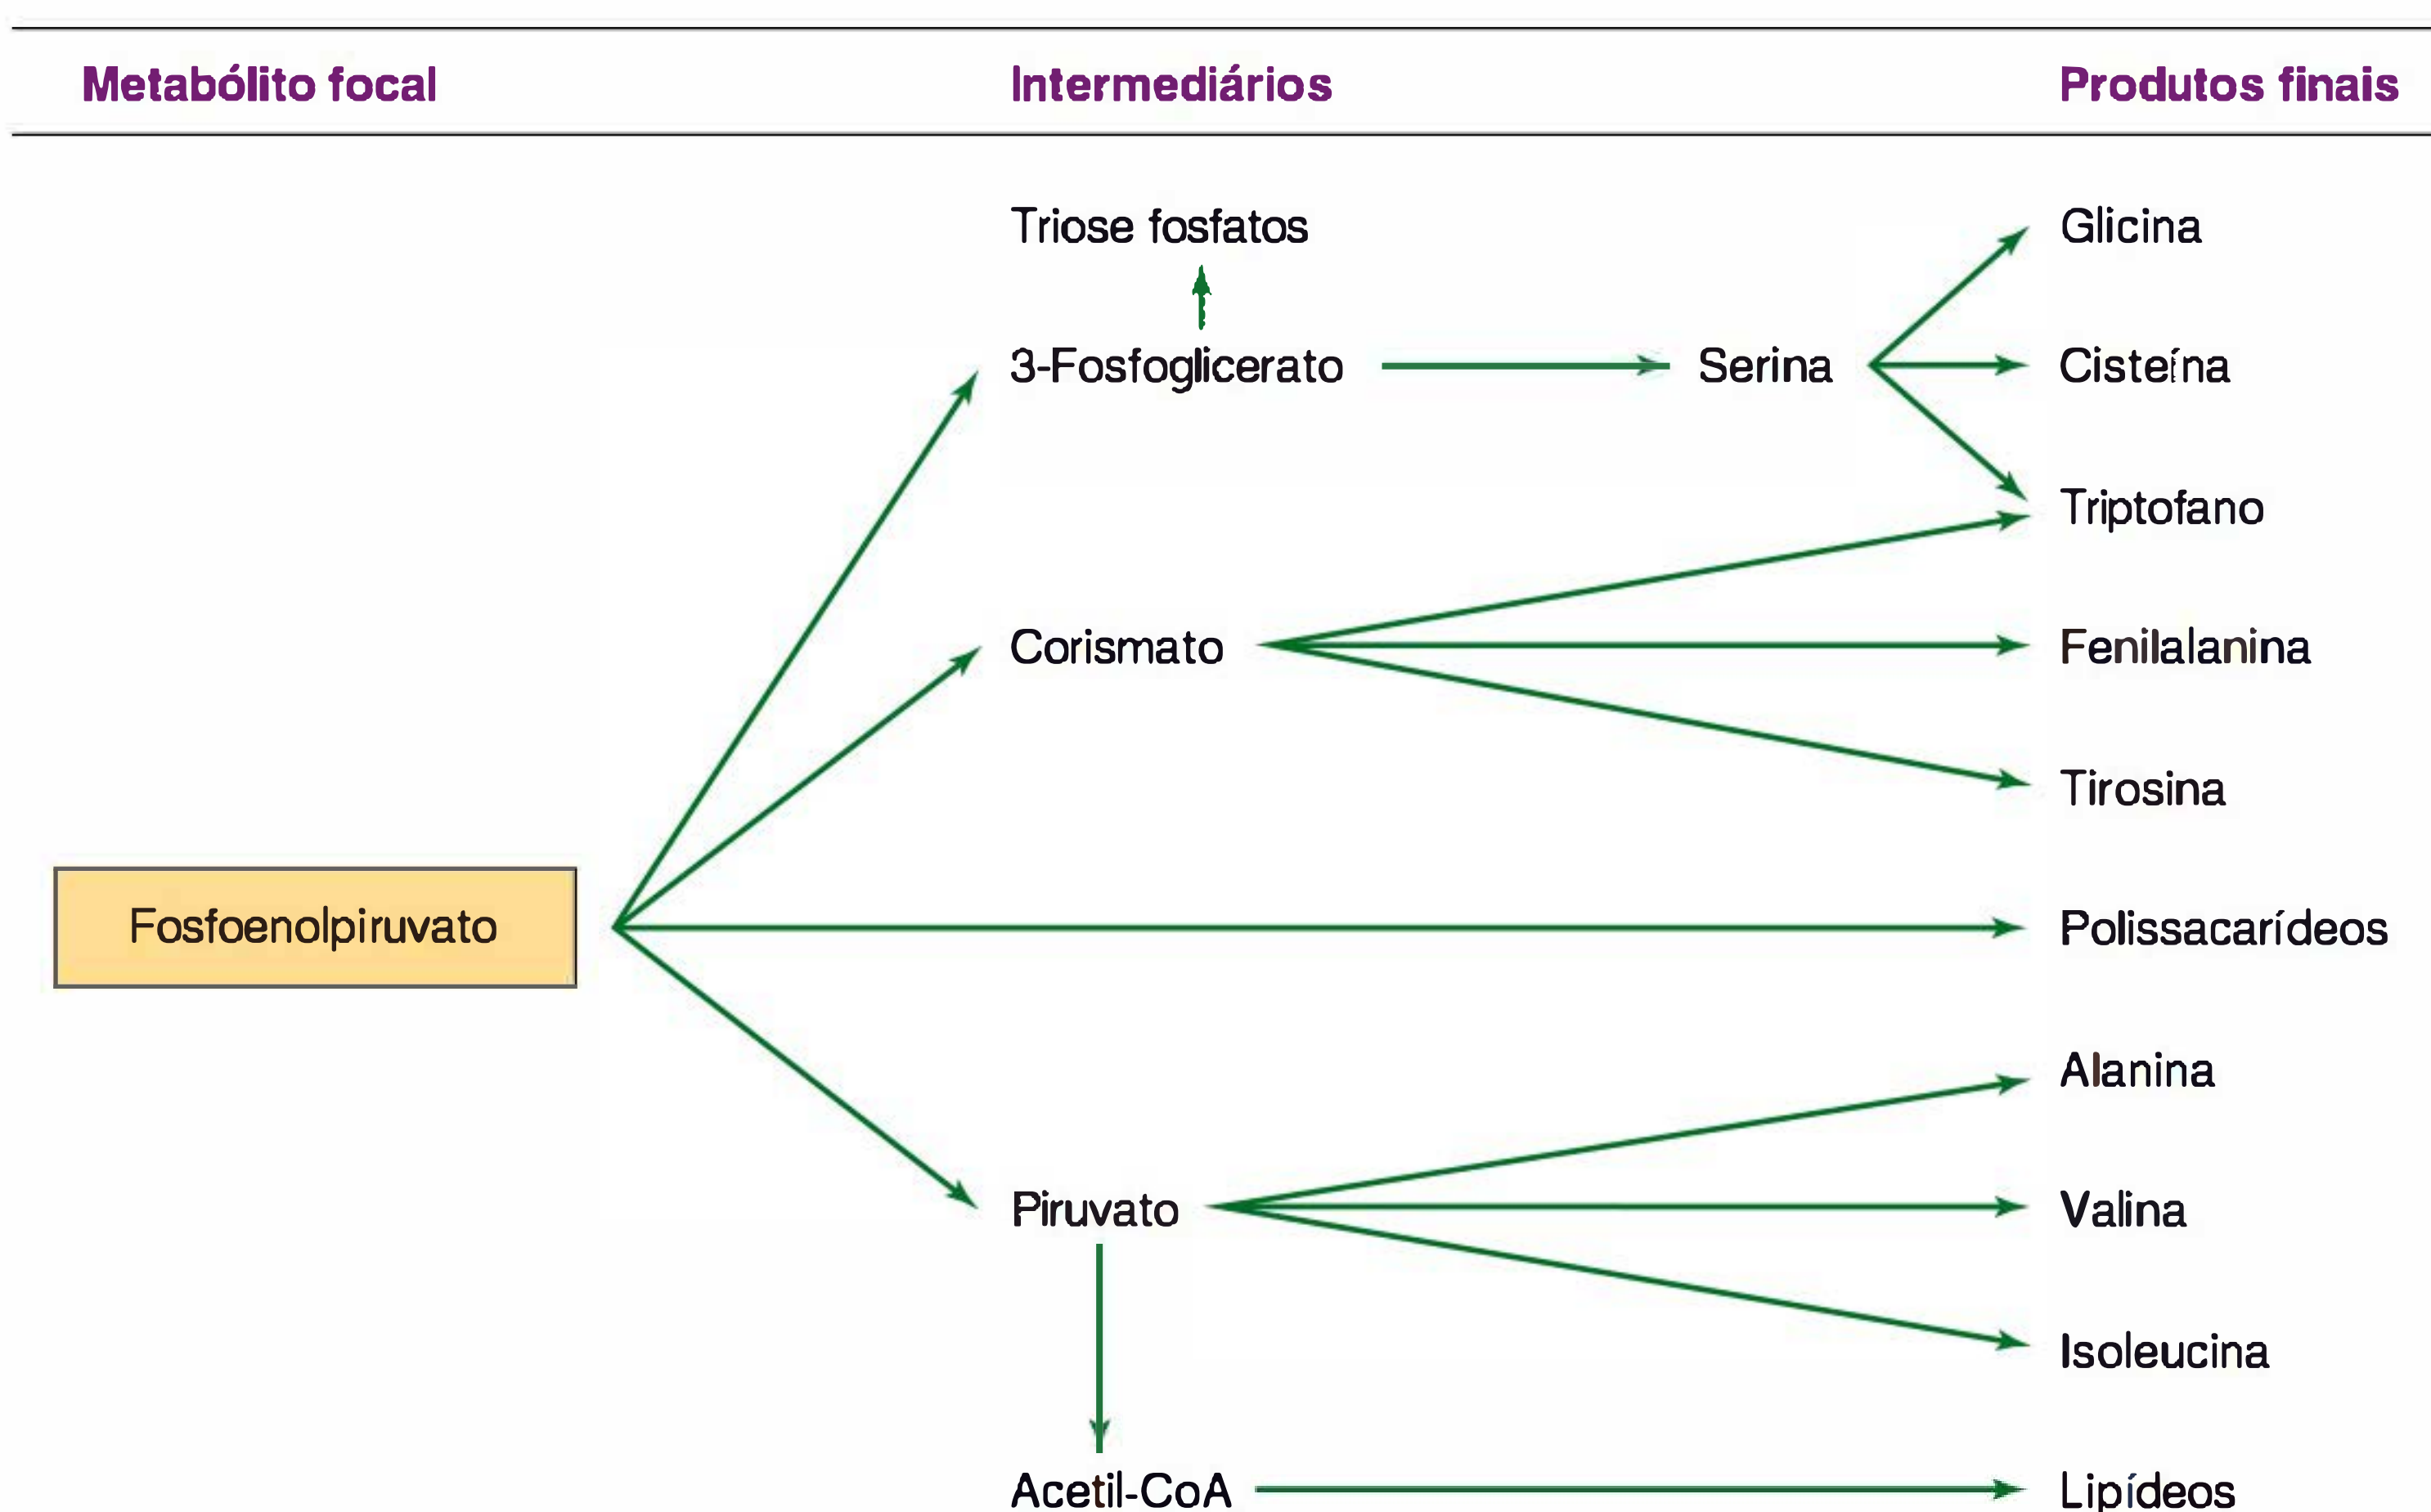 Metabólito focal Intermediários Produtos finais
Triose fosfatos Glicina
3-Fosfoglicerato Serina Cisteína
Triptofano
Corismato Fenilalanina
Tirosina
Fosfoenolpiruvato Polissacarídeos
Alanina
Piruvato Valina
Isoleucina
Acetil-CoA Lipídeos